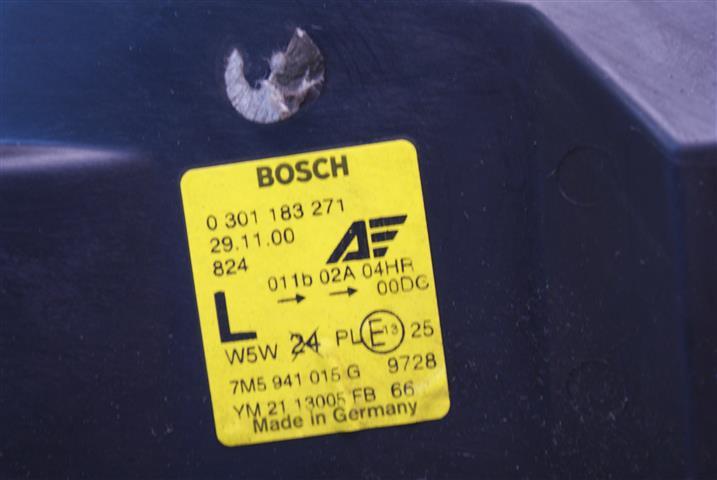 BOSCH
0 301 183 271
29.11.00
824
AF
011b 02A 04HR
→ → 00DC
L
W5W 24 PL E 13 25
7M5 941 015 G 9728
YM 21 13005 FB 66
Made in Germany